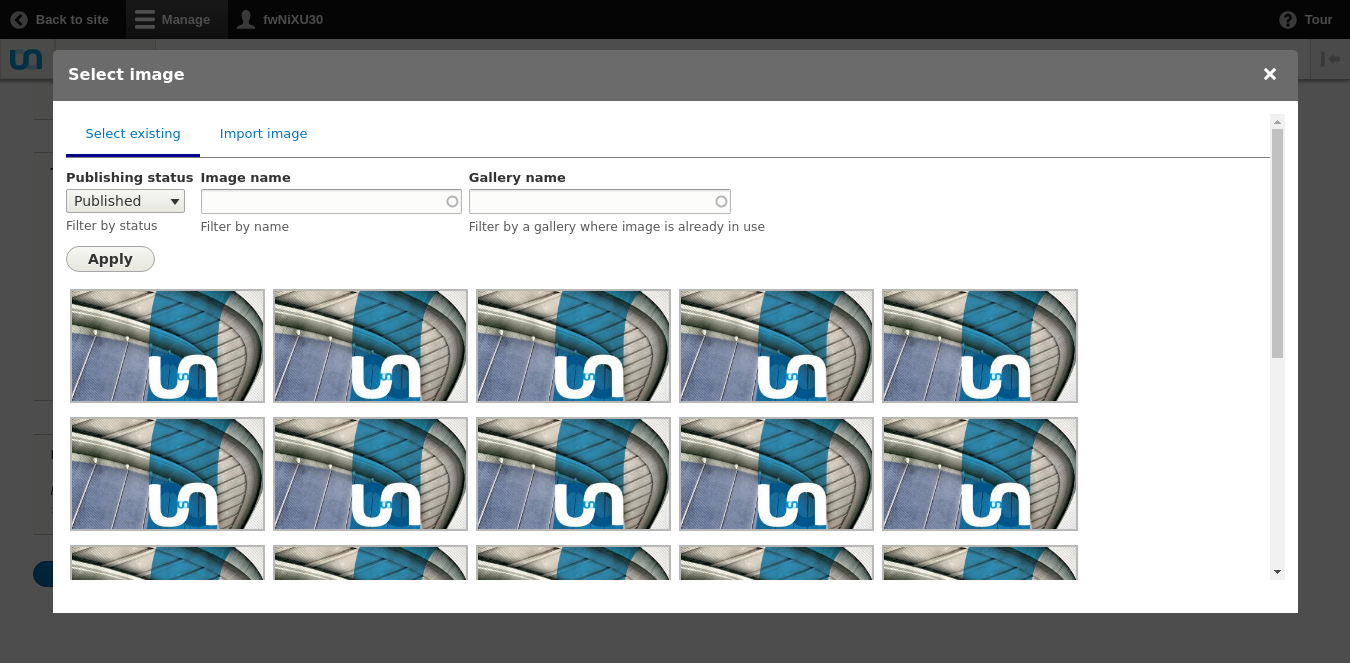 Back to site
Manage
fwNiXU30
Tour
Select image
Select existing
Import image
Publishing status
Image name
Gallery name
Published
Filter by status
Filter by name
Filter by a gallery where image is already in use
Apply